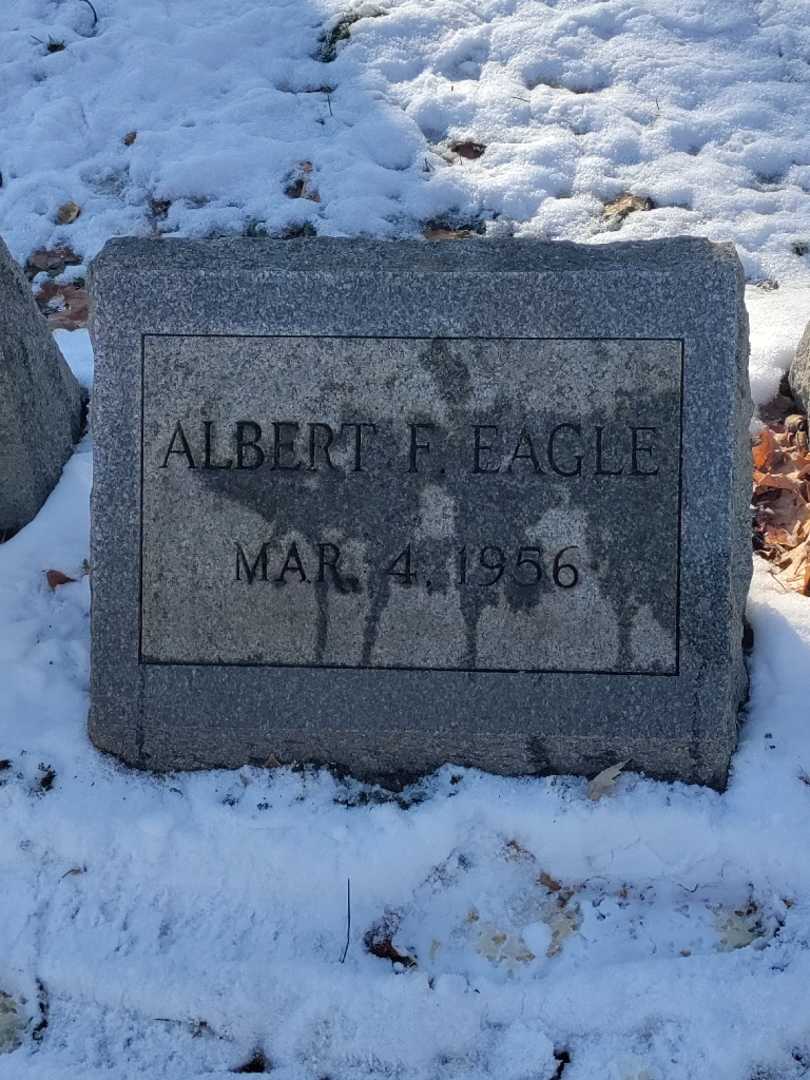 ALBERT F. EAGLE
MAR. 4, 1956